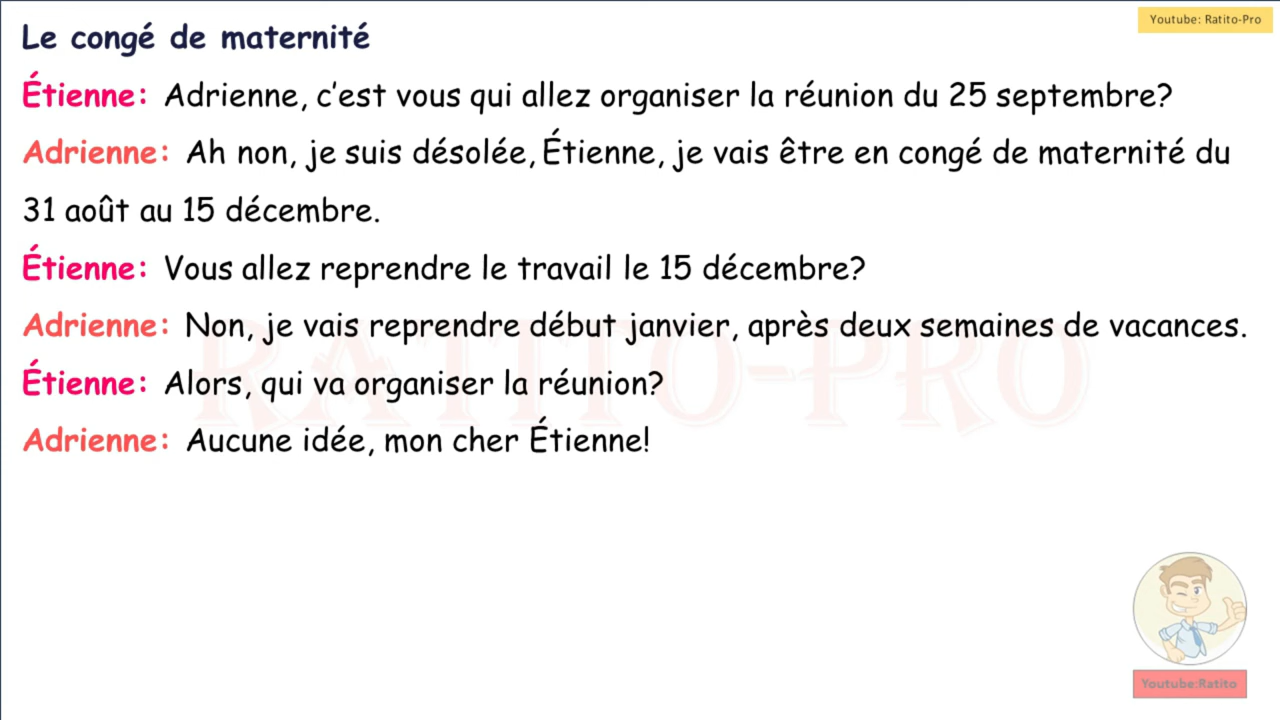 Youtube: Ratito-Pro
Le congé de maternité
Étienne: Adrienne, c’est vous qui allez organiser la réunion du 25 septembre?
Adrienne: Ah non, je suis désolée, Étienne, je vais être en congé de maternité du
31 août au 15 décembre.
Étienne: Vous allez reprendre le travail le 15 décembre?
Adrienne: Non, je vais reprendre début janvier, après deux semaines de vacances.
RATITO-PRO
Étienne: Alors, qui va organiser la réunion?
Adrienne: Aucune idée, mon cher Étienne!
Youtube:Ratito